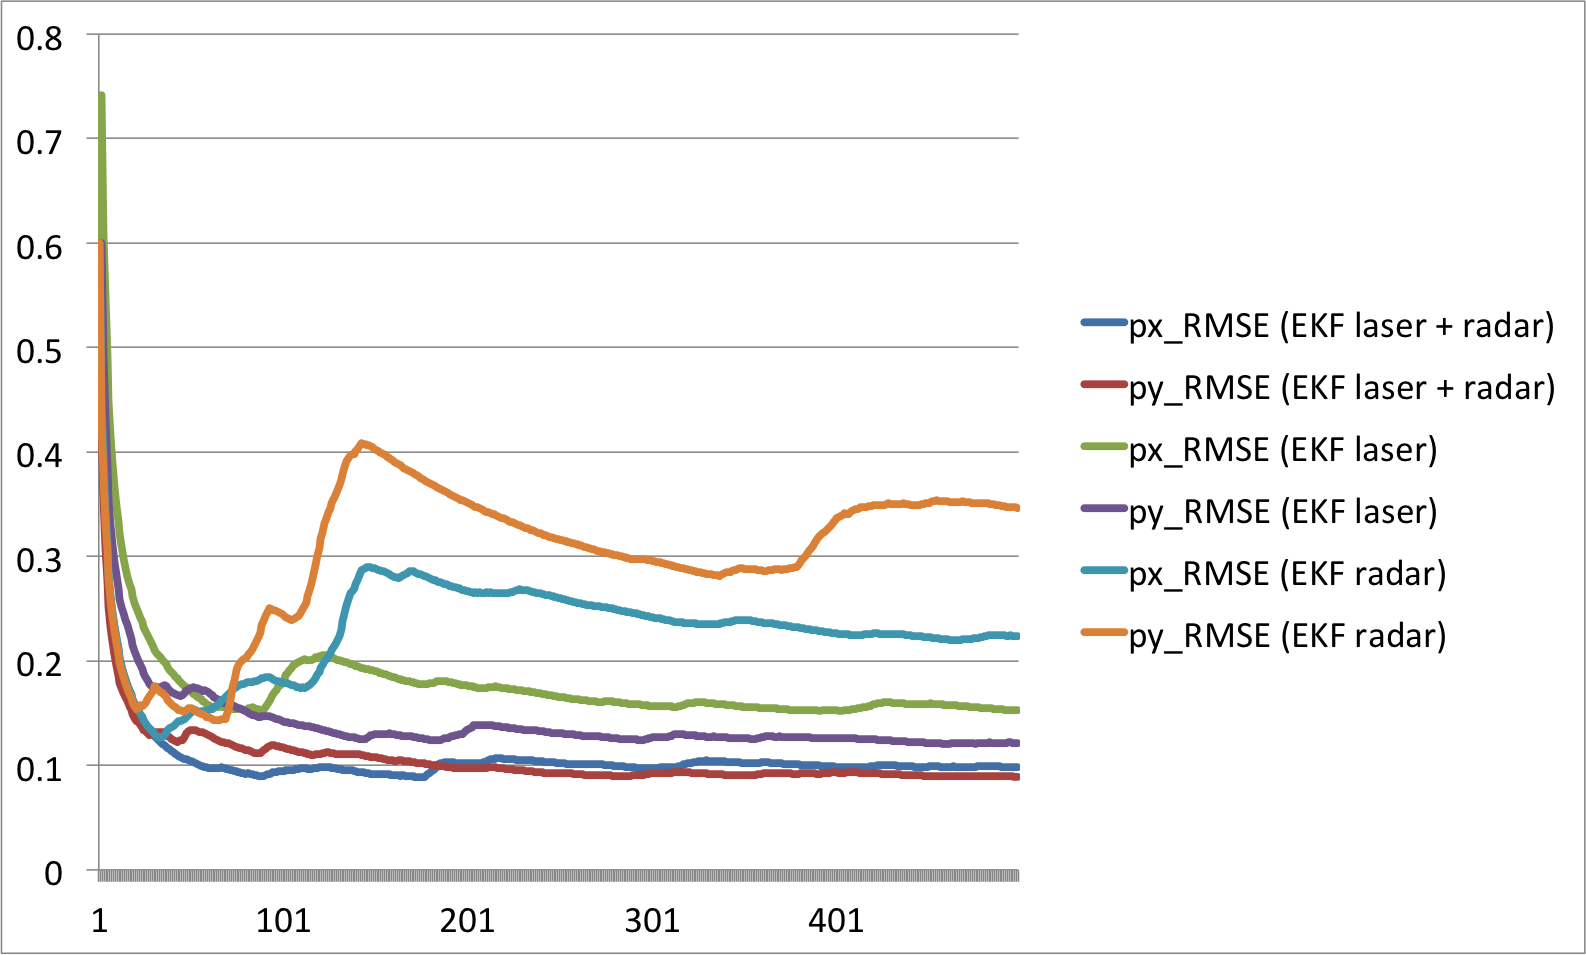 0.8
0.7
0.6
0.5
0.4
0.3
0.2
0.1
0
1 101 201 301 401
px_RMSE (EKF laser + radar)
py_RMSE (EKF laser + radar)
px_RMSE (EKF laser)
py_RMSE (EKF laser)
px_RMSE (EKF radar)
py_RMSE (EKF radar)